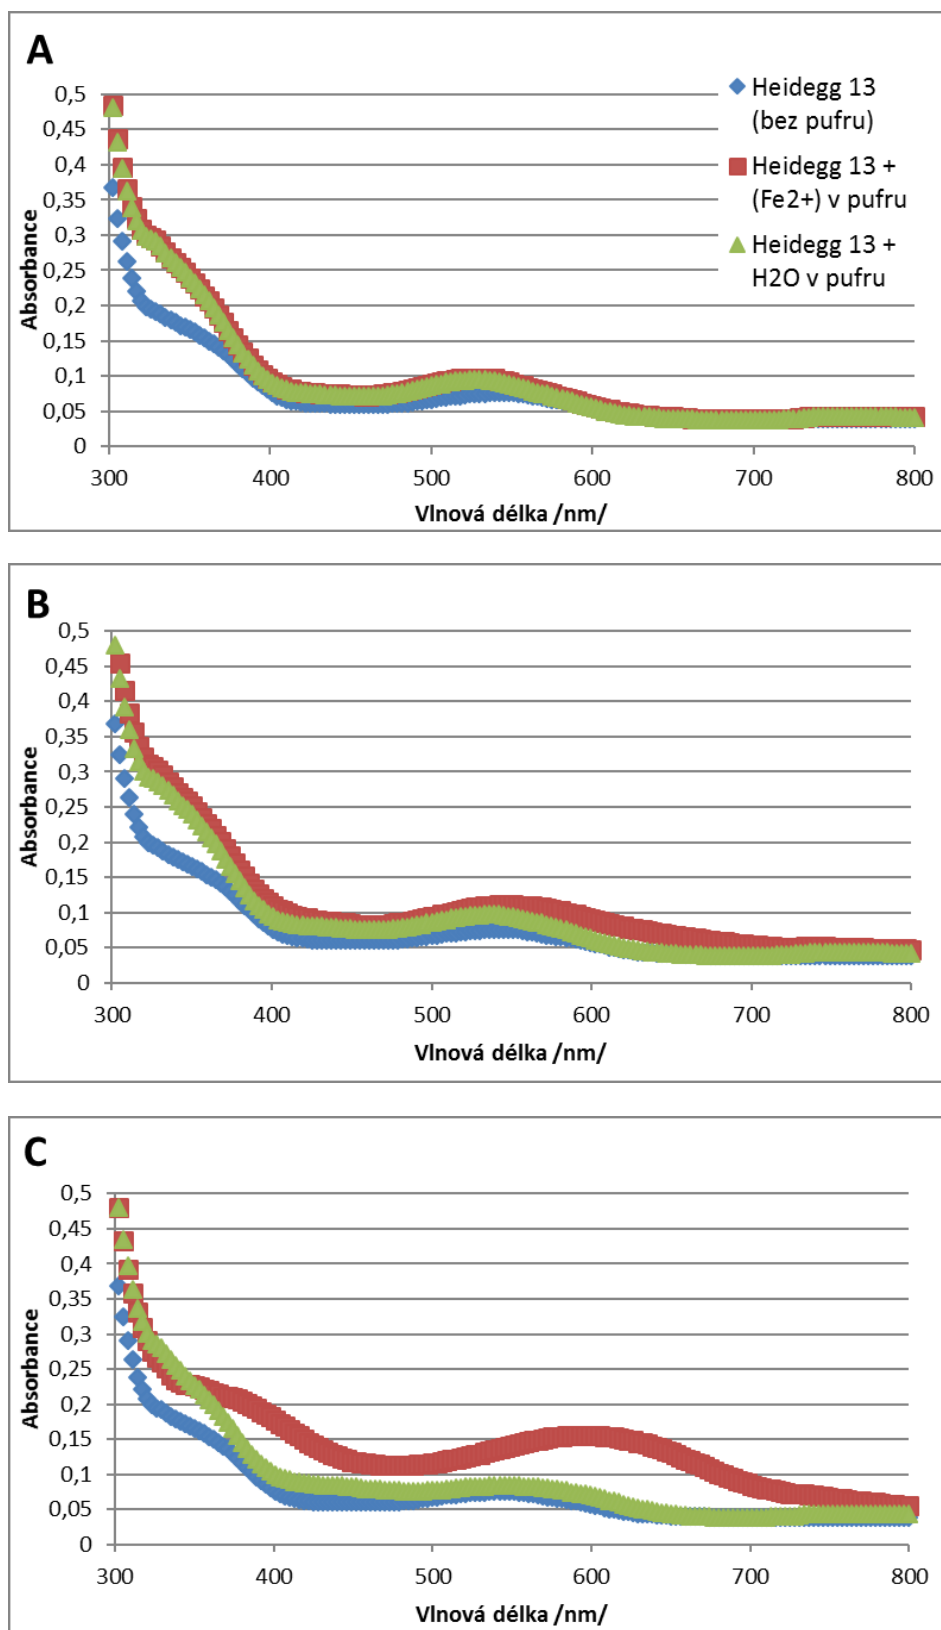 A
0,5
0,45
0,4
0,35
0,3
0,25
0,2
0,15
0,1
0,05
0
Absorbance
300 400 500 600 700 800
Vlnová délka /nm/
Heidegg 13
(bez pufru)
Heidegg 13 +
(Fe2+) v pufru
Heidegg 13 +
H2O v pufru
B
0,5
0,45
0,4
0,35
0,3
0,25
0,2
0,15
0,1
0,05
0
Absorbance
300 400 500 600 700 800
Vlnová délka /nm/
C
0,5
0,45
0,4
0,35
0,3
0,25
0,2
0,15
0,1
0,05
0
Absorbance
300 400 500 600 700 800
Vlnová délka /nm/